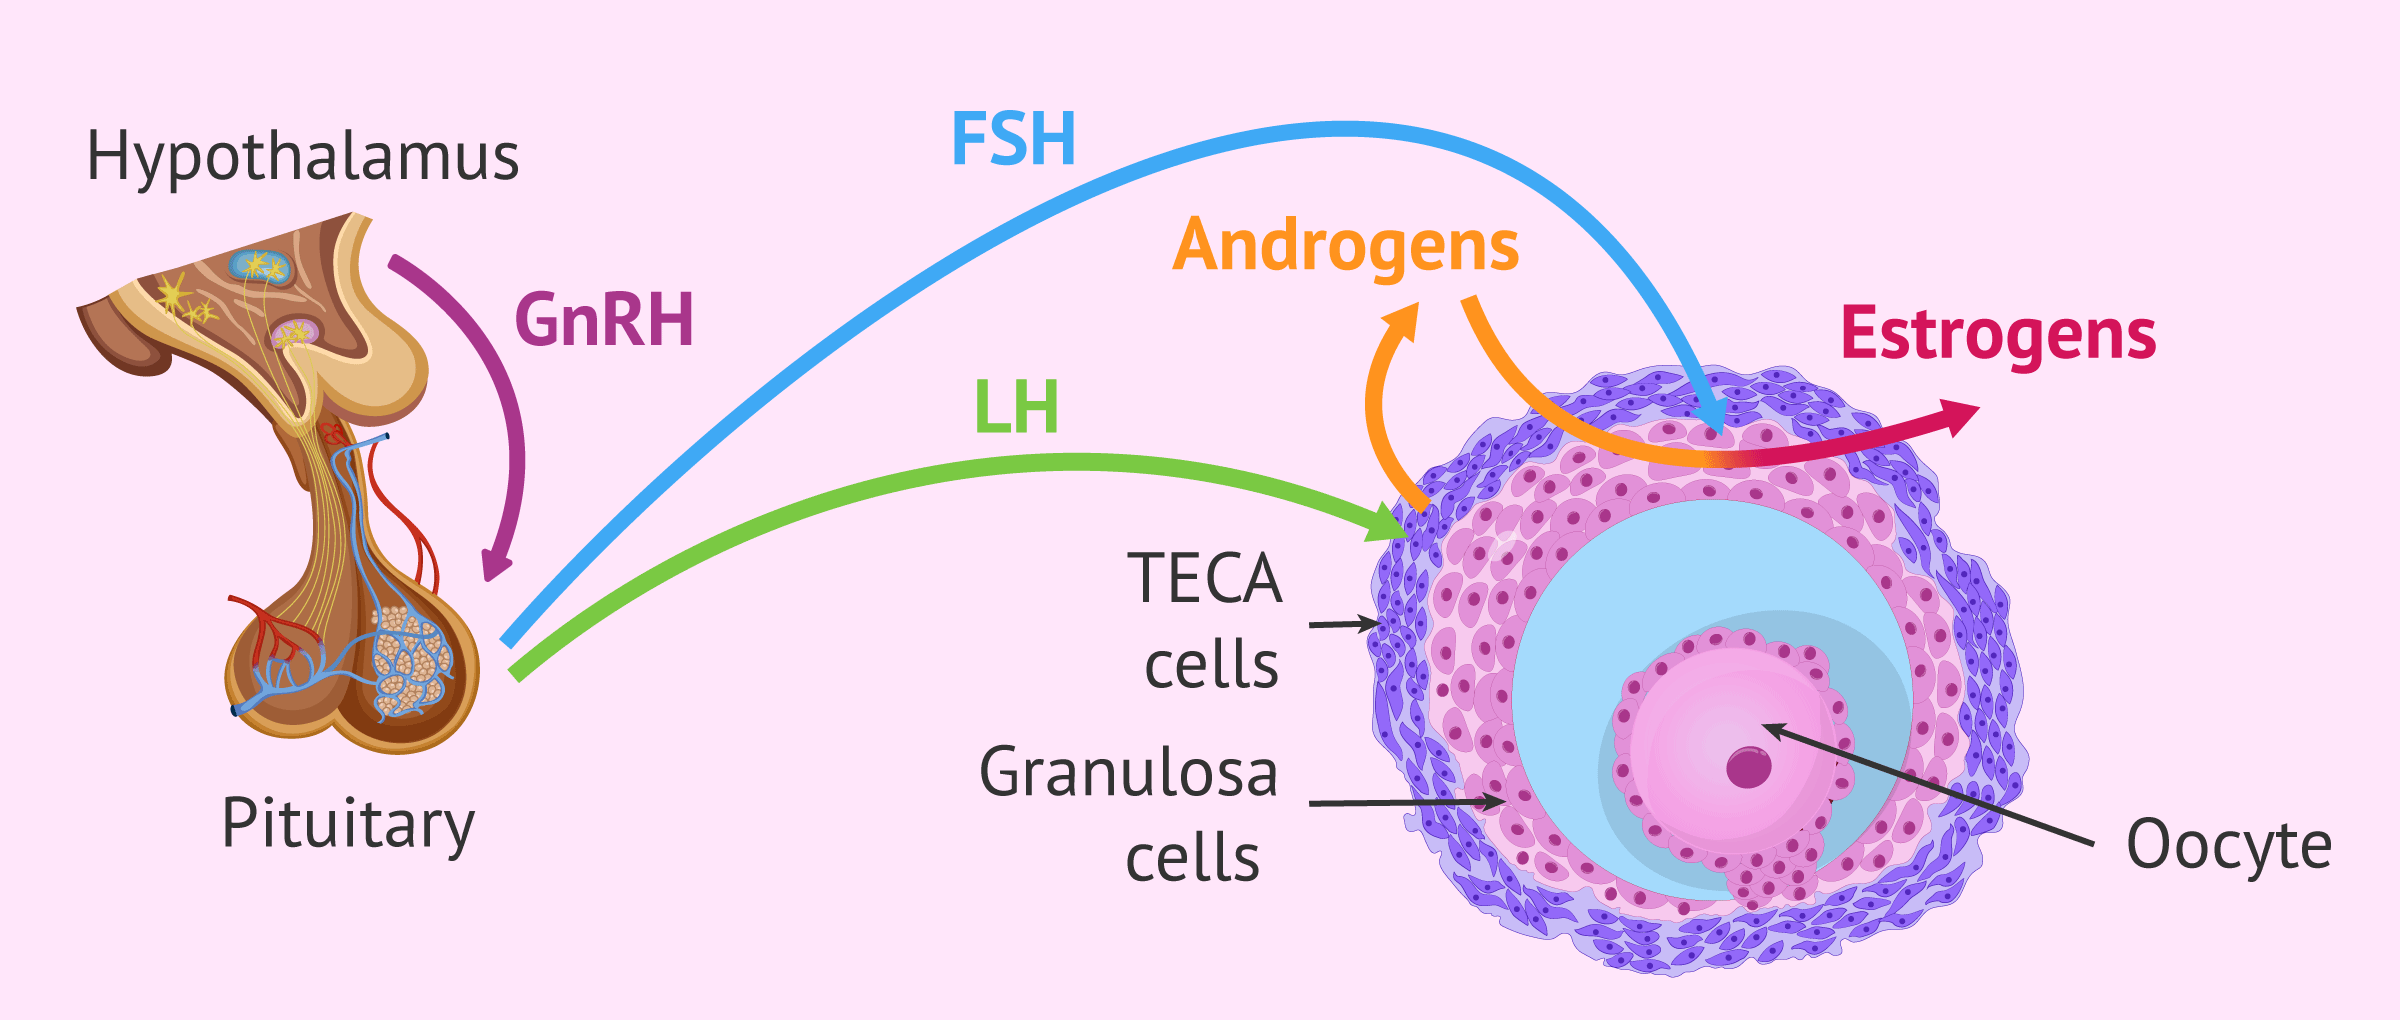 Hypothalamus
GnRH
FSH
Androgens
Estrogens
LH
TECA
cells
Granulosa
cells
Pituitary
Oocyte